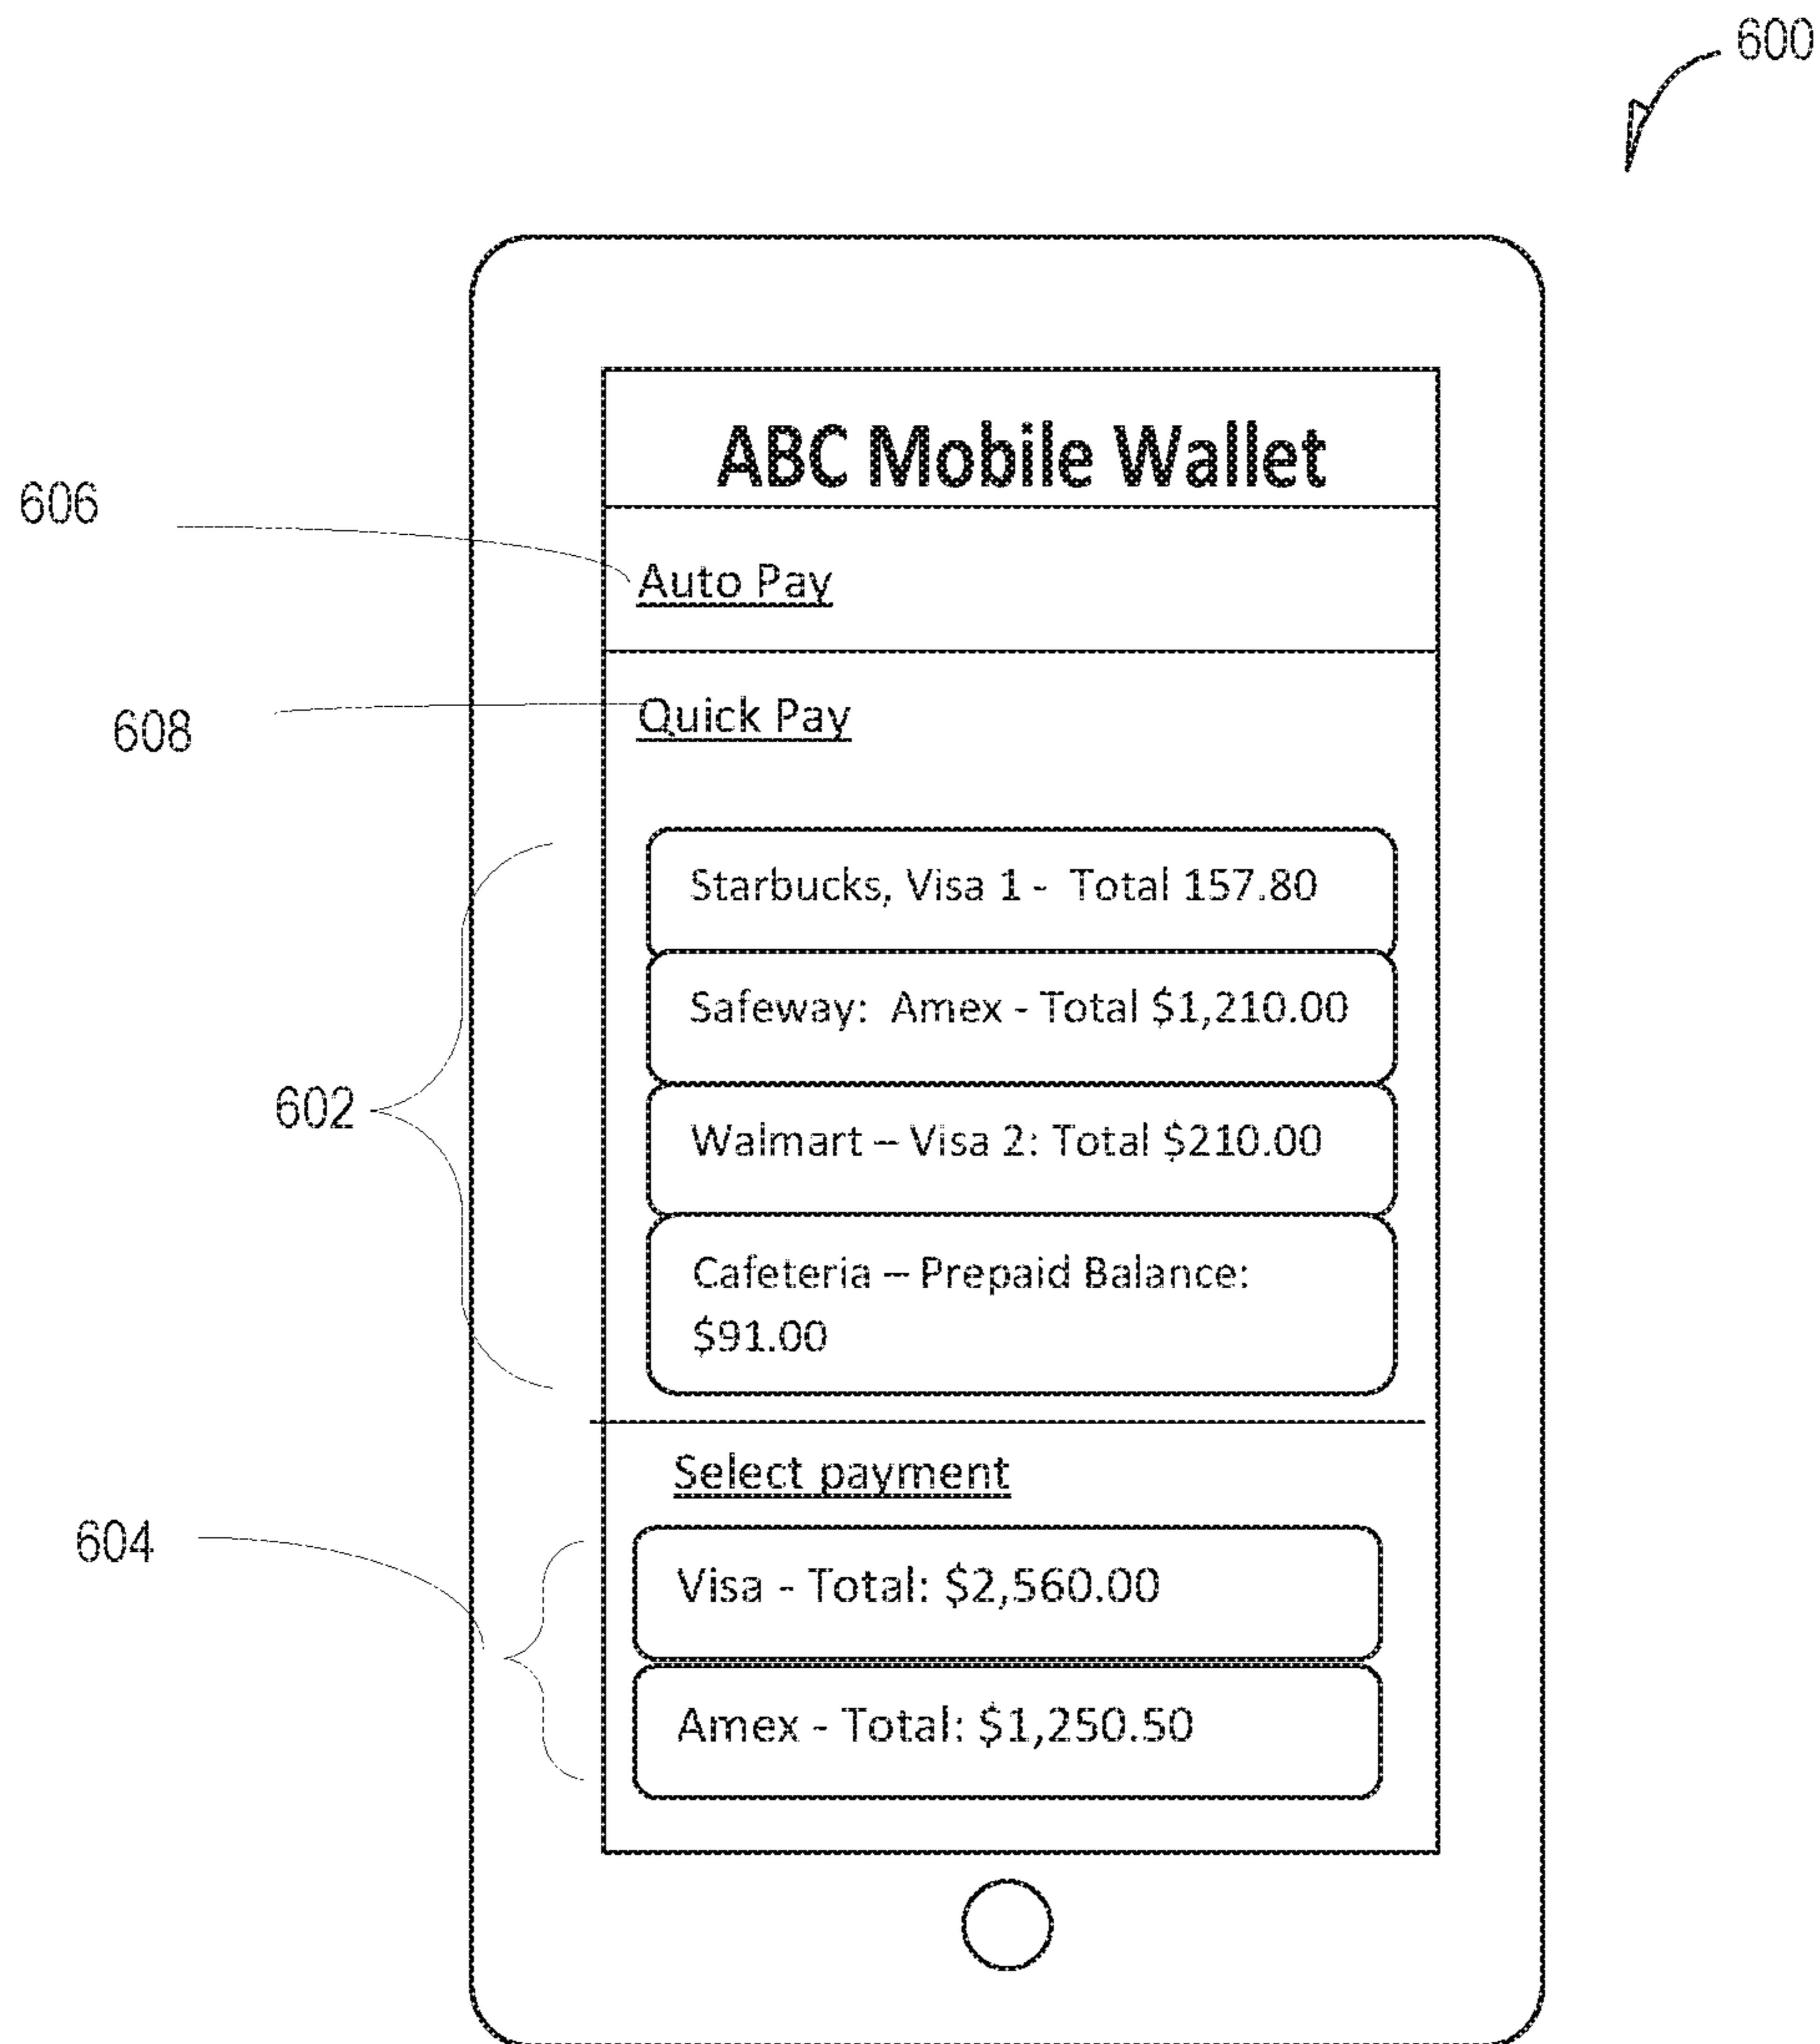 600
ABC Mobile Wallet
606
Auto Pay
608
Quick Pay
Starbucks, Visa 1 -  Total 157.80
Safeway:  Amex - Total $1,210.00
602
Walmart – Visa 2: Total $210.00
Cafeteria – Prepaid Balance:
$91.00
Select payment
604
Visa - Total: $2,560.00
Amex - Total: $1,250.50